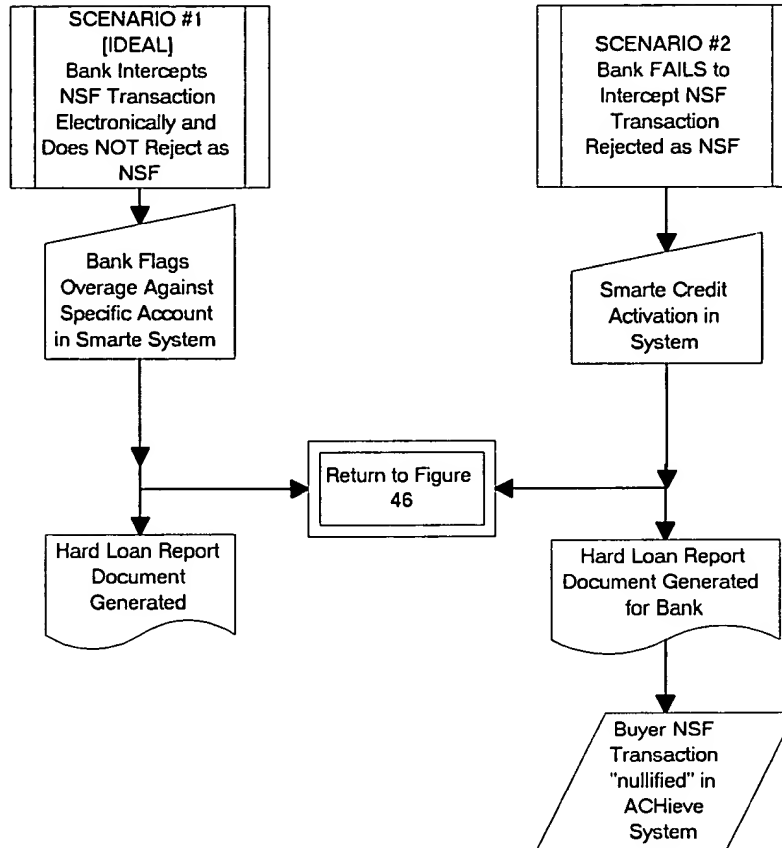 SCENARIO #1
[IDEAL]
Bank Intercepts
NSF Transaction
Electronically and
Does NOT Reject as
NSF
SCENARIO #2
Bank FAILS to
Intercept NSF
Transaction
Rejected as NSF
Bank Flags
Overage Against
Specific Account
in Smarte System
Smarte Credit
Activation in
System
Return to Figure
46
Hard Loan Report
Document
Generated
Hard Loan Report
Document Generated
for Bank
Buyer NSF
Transaction
"nullified" in
ACHieve
System